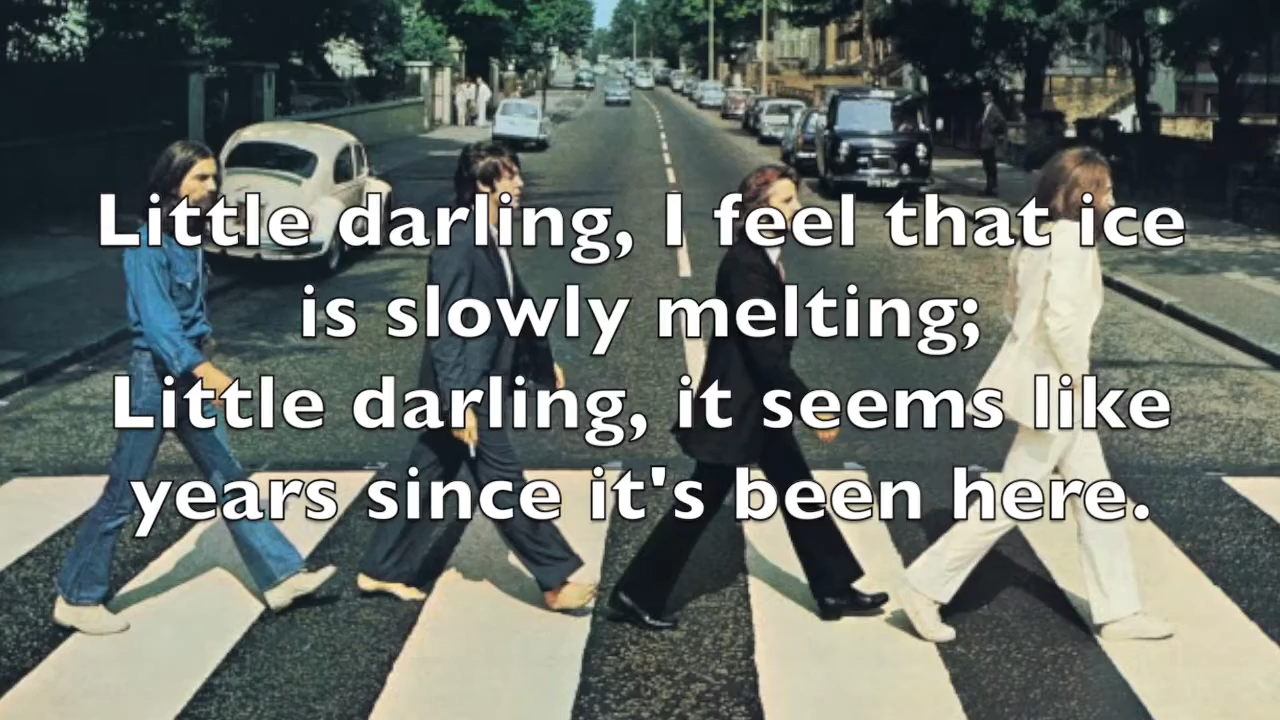 Little darling, I feel that ice
is slowly melting;
Little darling, it seems like
years since it's been here.